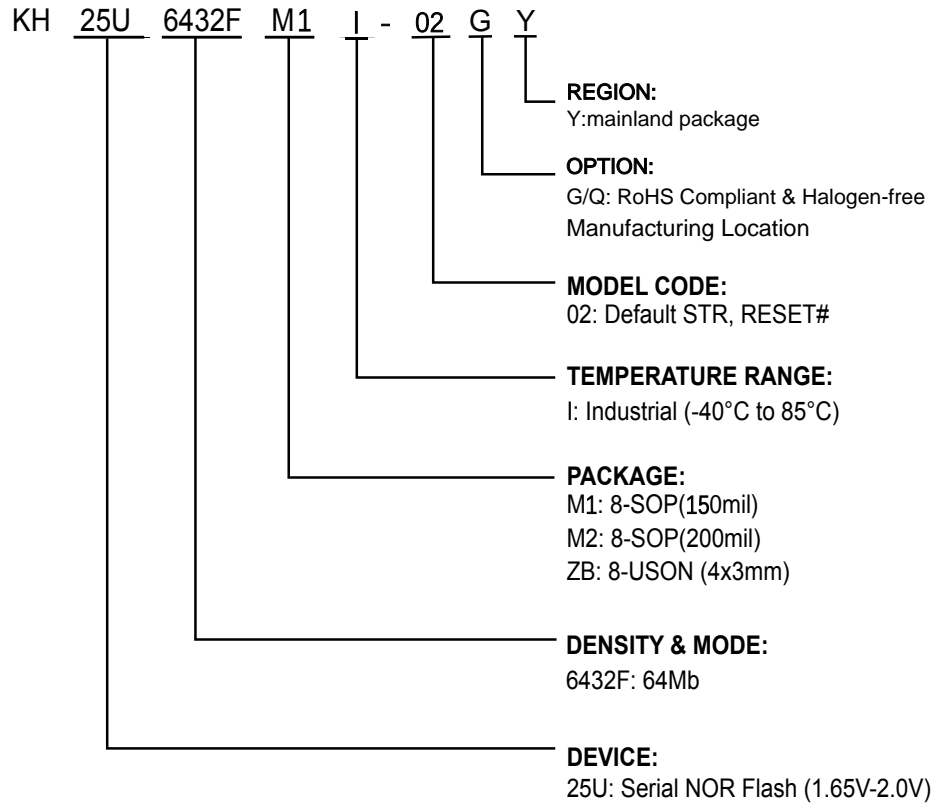 KH 25U 6432F M1 I - 02 G Y
REGION:
Y:mainland package
OPTION:
G/Q: RoHS Compliant & Halogen-free
Manufacturing Location
MODEL CODE:
02: Default STR, RESET#
TEMPERATURE RANGE:
I: Industrial (-40°C to 85°C)
PACKAGE:
M1: 8-SOP(150mil)
M2: 8-SOP(200mil)
ZB: 8-USON (4x3mm)
DENSITY & MODE:
6432F: 64Mb
DEVICE:
25U: Serial NOR Flash (1.65V-2.0V)